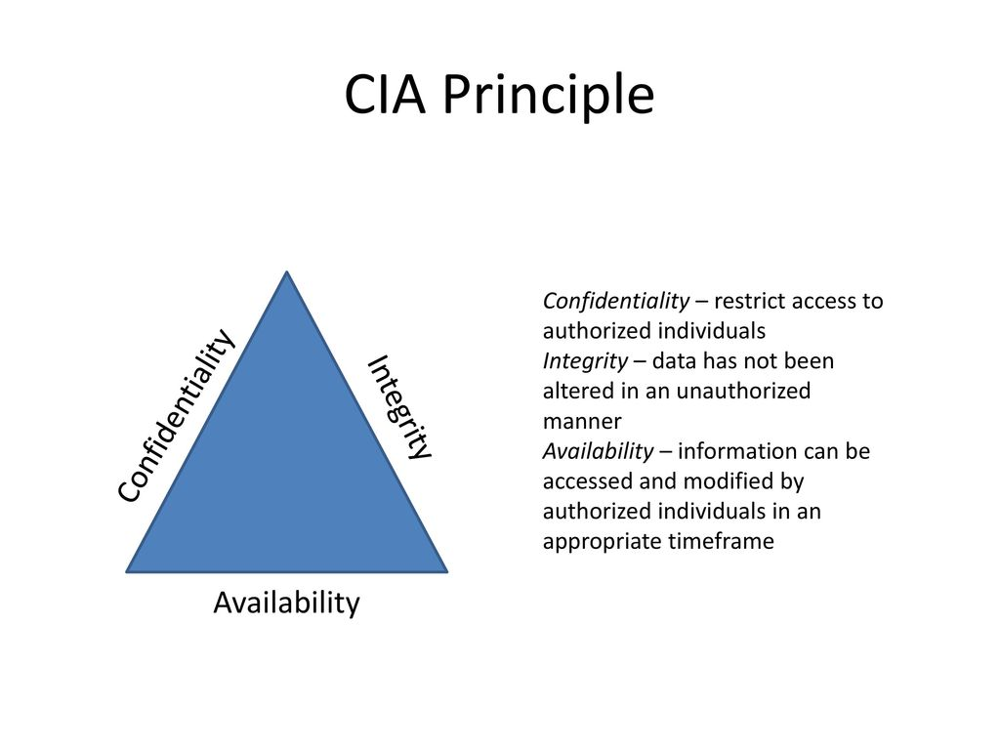 CIA Principle
Confidentiality
Integrity
Availability
Confidentiality – restrict access to
authorized individuals
Integrity – data has not been
altered in an unauthorized
manner
Availability – information can be
accessed and modified by
authorized individuals in an
appropriate timeframe